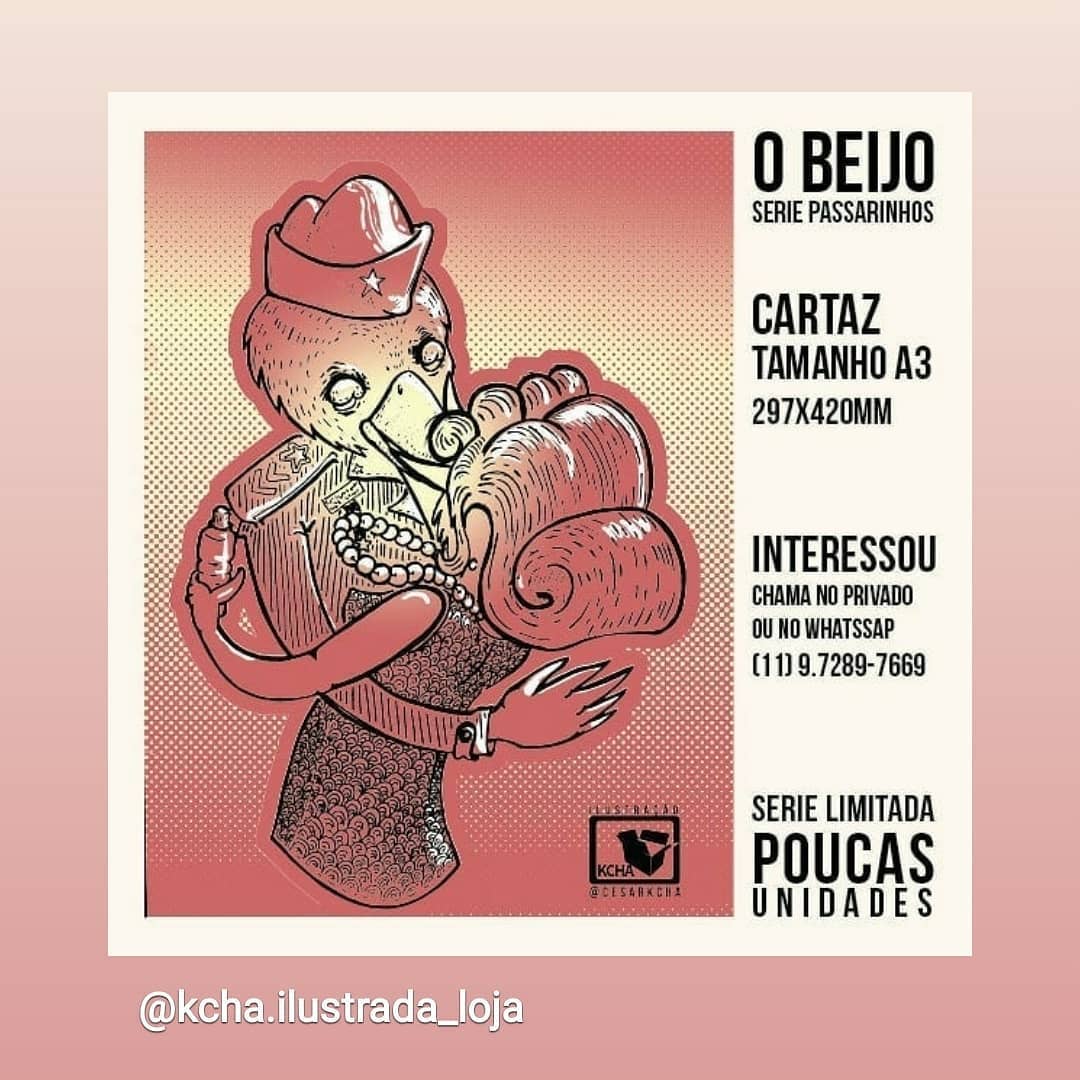 O BEIJO
SERIE PASSARINHOS
CARTAZ
TAMANHO A3
297X420MM
INTERESSOU
CHAMA NO PRIVADO
OU NO WHATSSAP
(11) 9.7289-7669
SERIE LIMITADA
POUCAS
UNIDADES
ILUSTRAÇÃO
KCHA
@CESARKCHA
@kcha.ilustrada_loja